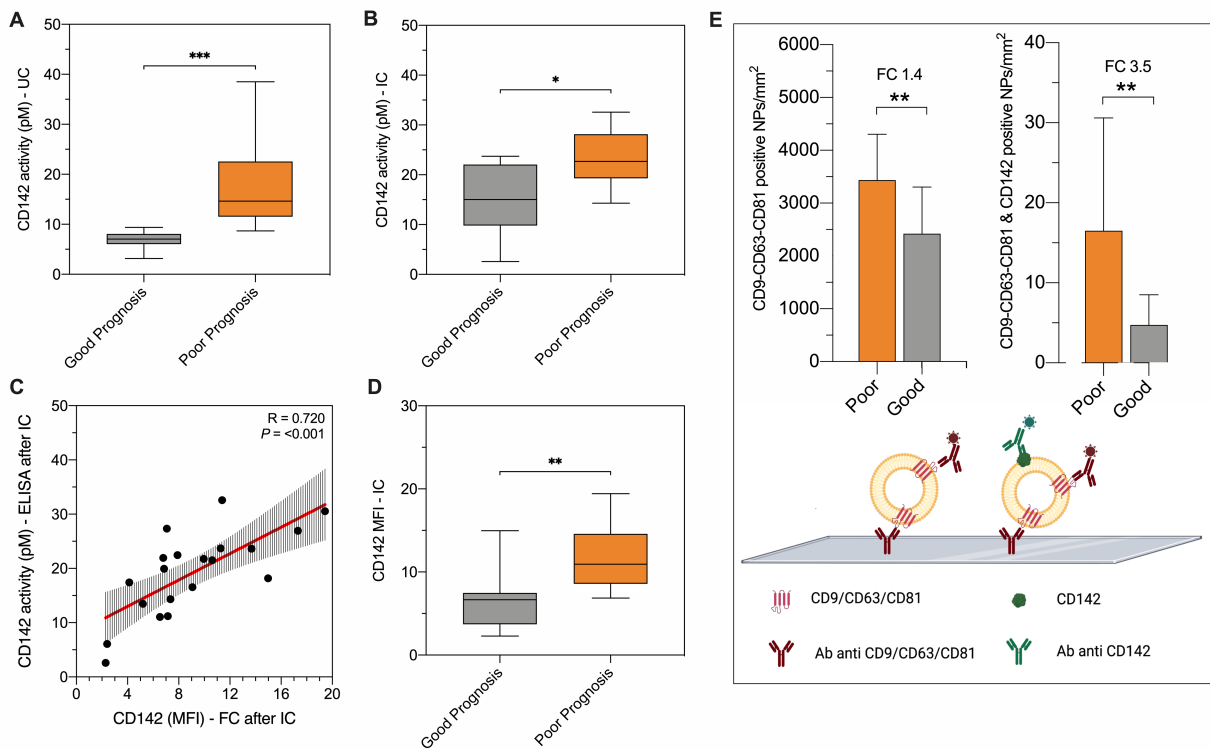 A
CD142 activity (pM) - UC
50
40
30
20
10
0
***
Good Prognosis
Poor Prognosis
B
CD142 activity (pM) - IC
50
40
30
20
10
0
*
Good Prognosis
Poor Prognosis
C
CD142 activity (pM) - ELISA after IC
50
40
30
20
10
0
R = 0.720
P = <0.001
0 4 8 12 16 20
CD142 (MFI) - FC after IC
D
CD142 MFI - IC
30
20
10
0
**
Good Prognosis
Poor Prognosis
E
CD9-CD63-CD81 positive NPs/mm²
6000
5000
4000
3000
2000
1000
0
FC 1.4
**
Poor
Good
CD9-CD63-CD81 & CD142 positive NPs/mm²
40
30
20
10
0
FC 3.5
**
Poor
Good
CD9/CD63/CD81
CD142
Ab anti CD9/CD63/CD81
Ab anti CD142